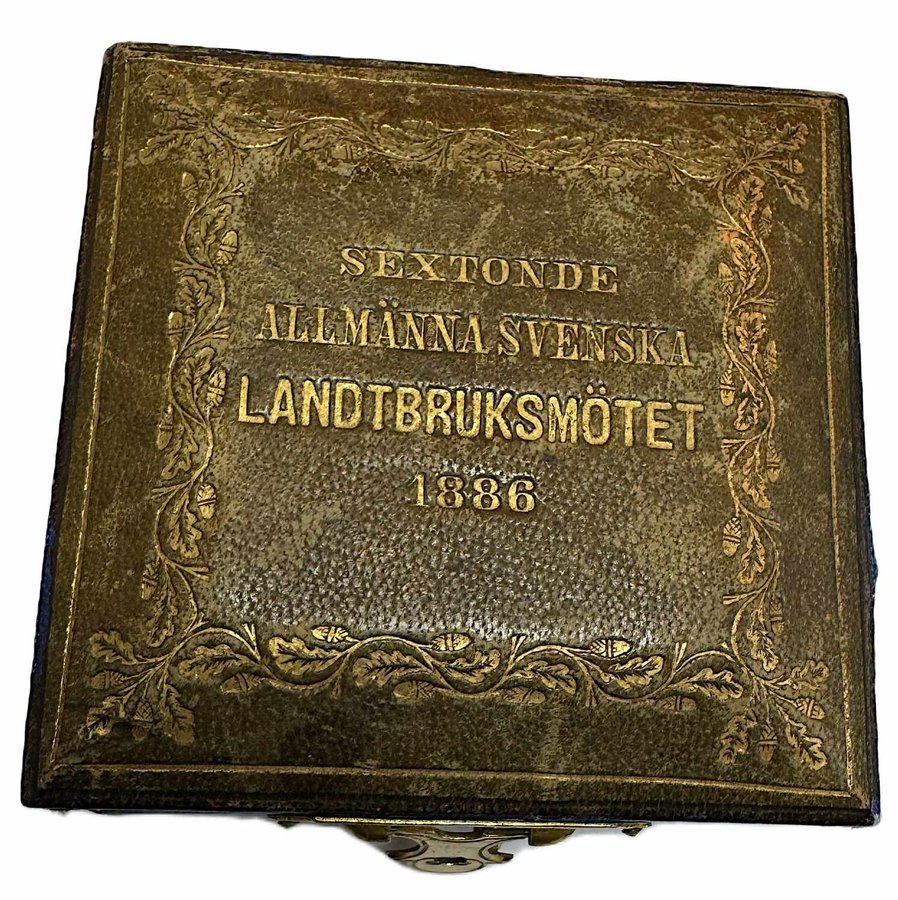 SEXTONDE
ALLMÄNNA SVENSKA
LANDTBRUKSMÖTET
1886